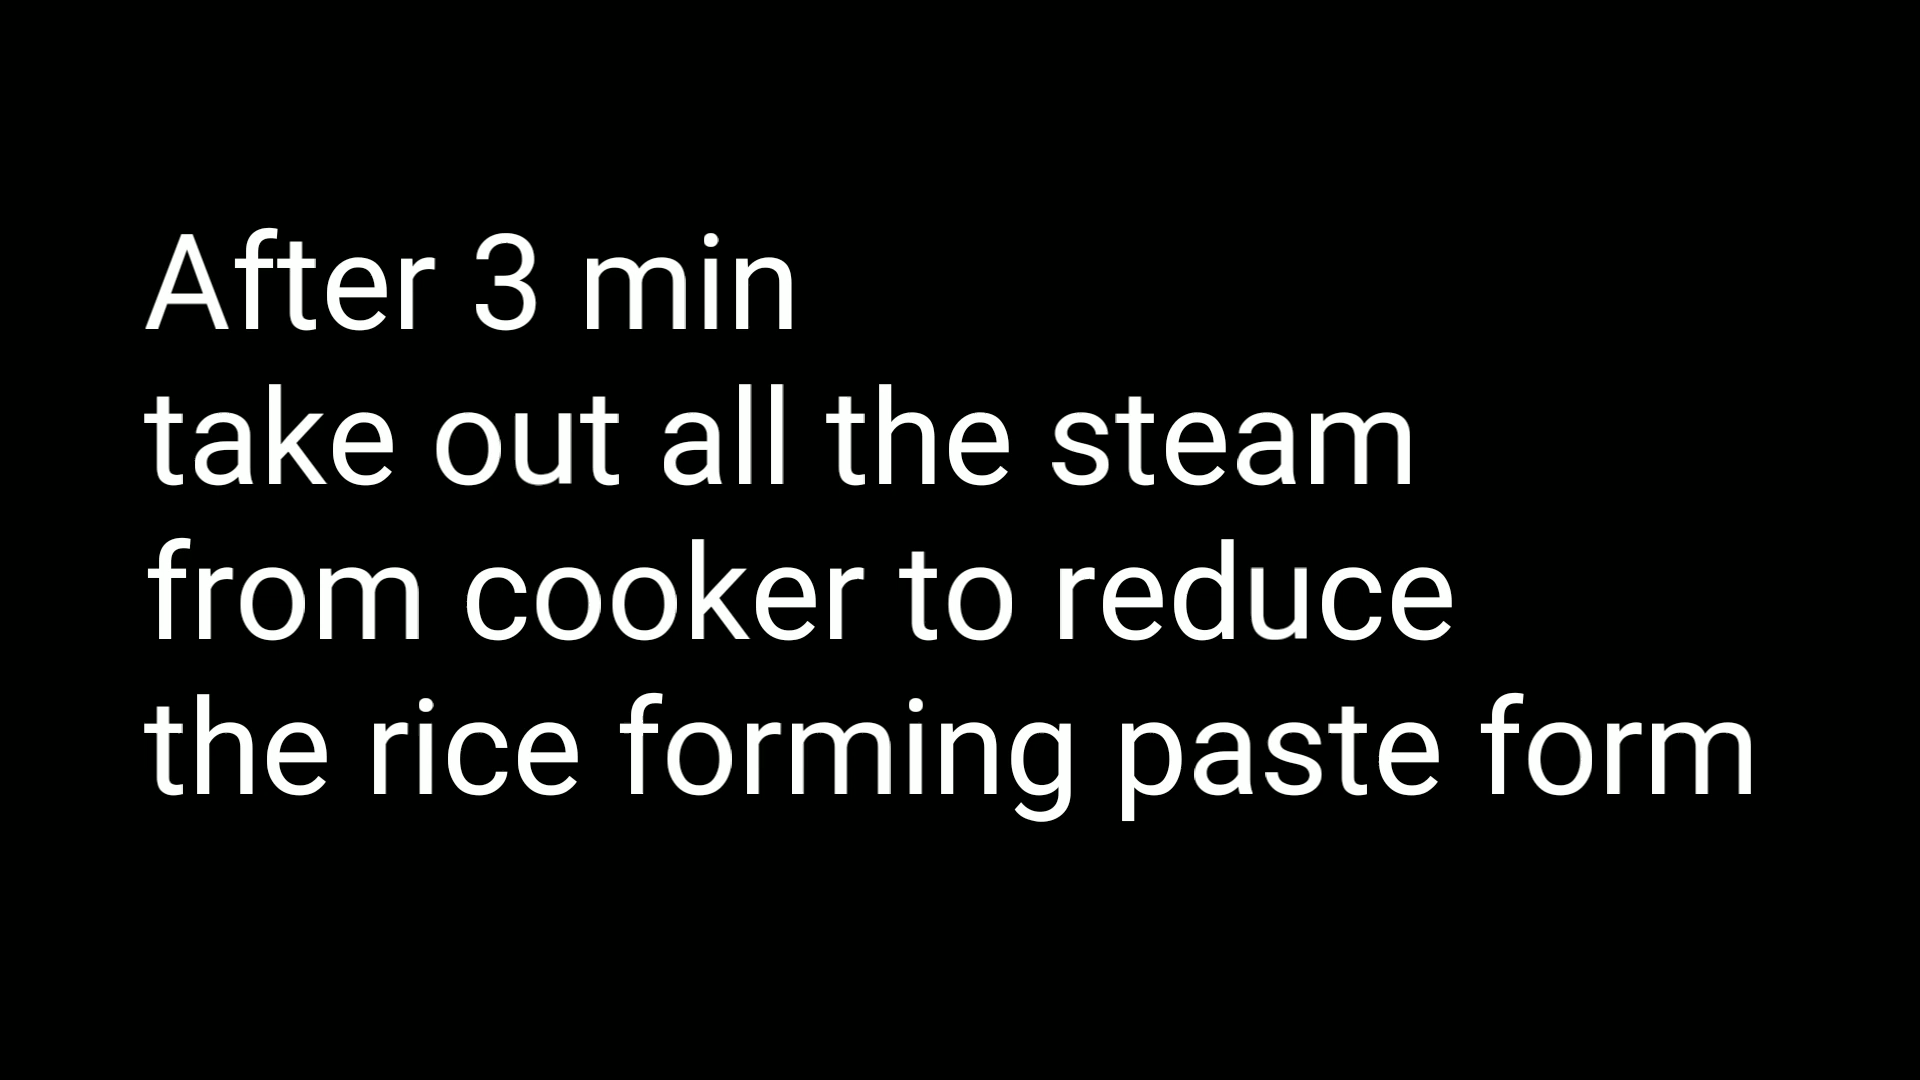 After 3 min
take out all the steam
from cooker to reduce
the rice forming paste form